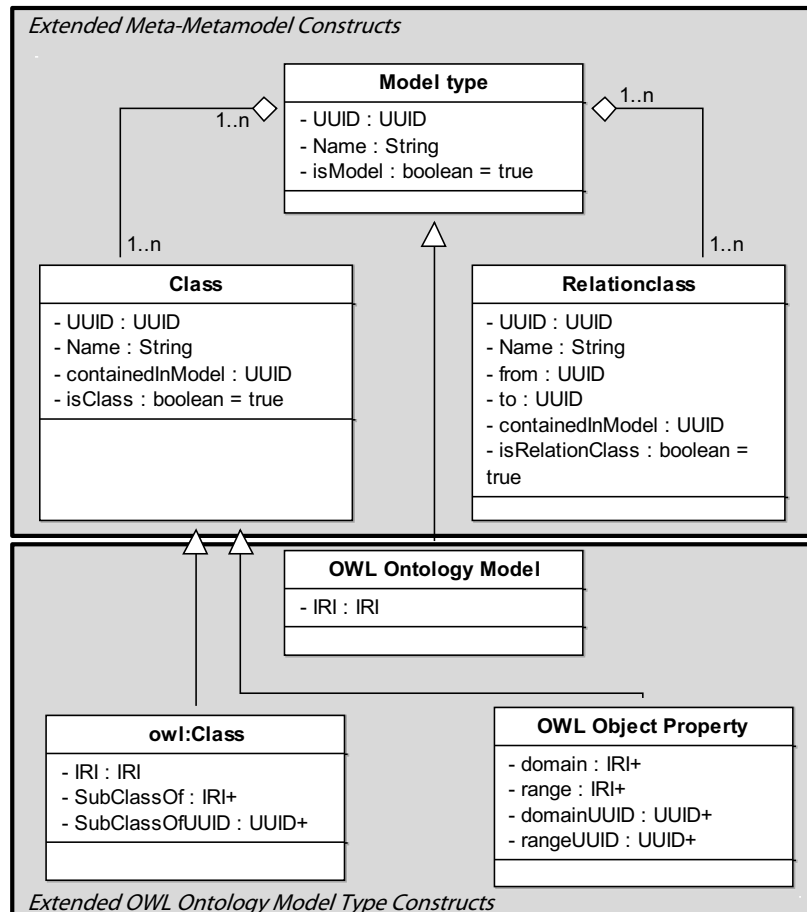 Extended Meta-Metamodel Constructs
Model type
- UUID : UUID
- Name : String
- isModel : boolean = true
1..n
1..n
1..n
1..n
Class
- UUID : UUID
- Name : String
- containedInModel : UUID
- isClass : boolean = true
Relationclass
- UUID : UUID
- Name : String
- from : UUID
- to : UUID
- containedInModel : UUID
- isRelationClass : boolean =
true
OWL Ontology Model
- IRI : IRI
owl:Class
- IRI : IRI
- SubClassOf : IRI+
- SubClassOfUUID : UUID+
OWL Object Property
- domain : IRI+
- range : IRI+
- domainUUID : UUID+
- rangeUUID : UUID+
Extended OWL Ontology Model Type Constructs